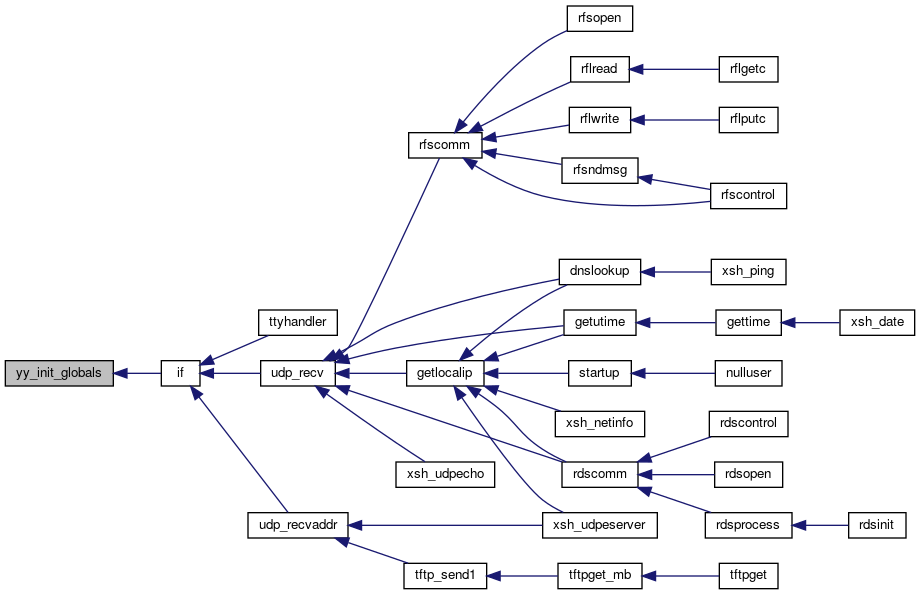 rfsopen
rflread
rflgetc
rflwrite
rflputc
rfscomm
rfsndmsg
rfscontrol
dnslookup
xsh_ping
ttyhandler
getutime
gettime
xsh_date
yy_init_globals
if
udp_recv
getlocalip
startup
nulluser
xsh_netinfo
rdscontrol
xsh_udpecho
rdscomm
rdsopen
udp_recvaddr
xsh_udpeserver
rdsprocess
rdsinit
tftp_send1
tftpget_mb
tftpget